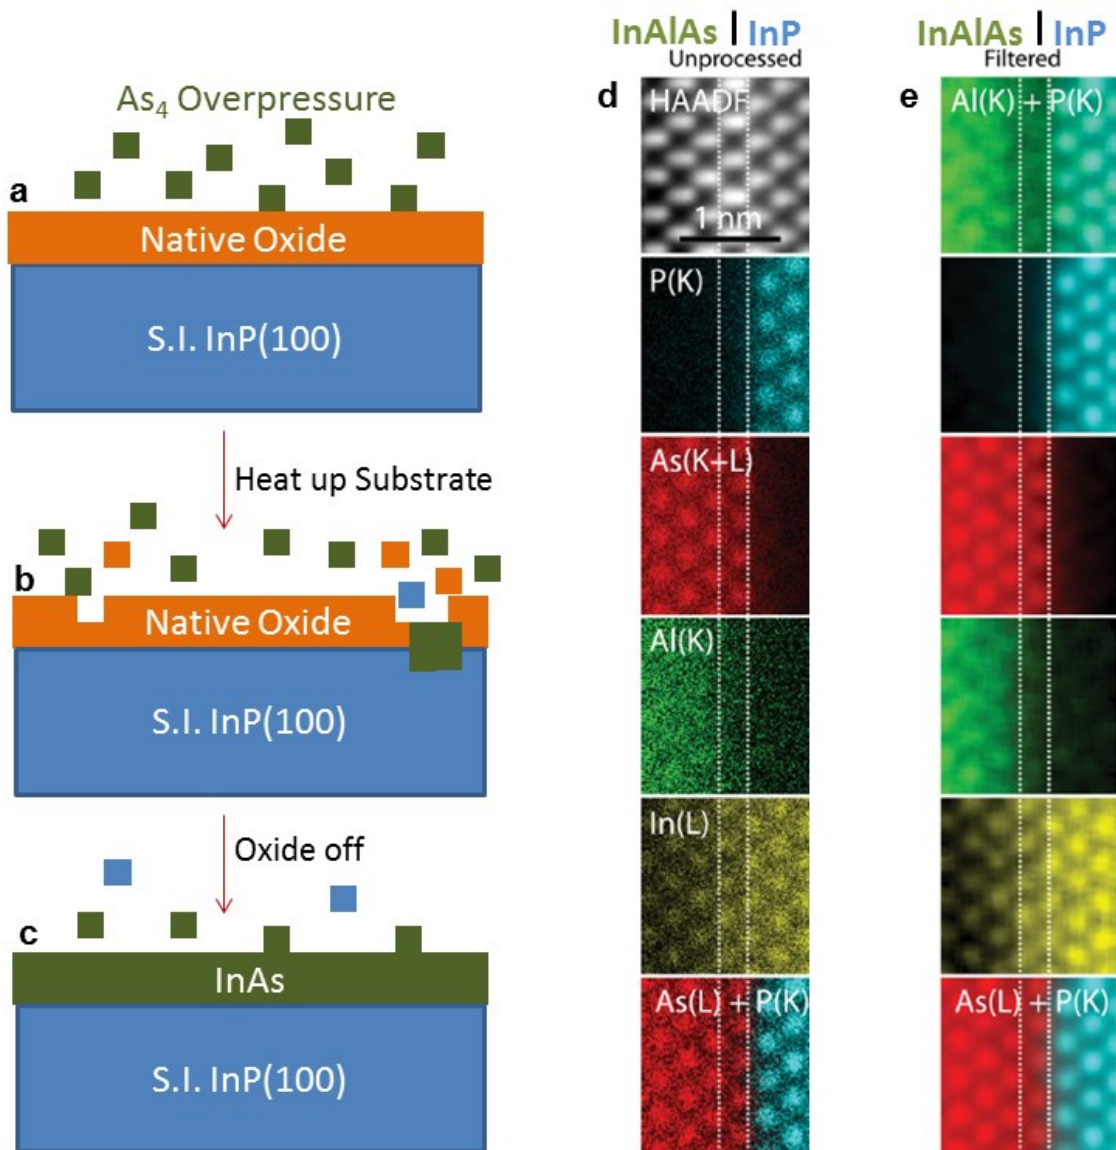 As₄ Overpressure
a
Native Oxide
S.I. InP(100)
Heat up Substrate
b
Native Oxide
S.I. InP(100)
Oxide off
c
InAs
S.I. InP(100)
InAlAs | InP
Unprocessed
d
HAADF
1 nm
P(K)
As(K+L)
Al(K)
In(L)
As(L) + P(K)
InAlAs | InP
Filtered
e
Al(K) + P(K)
As(L) + P(K)